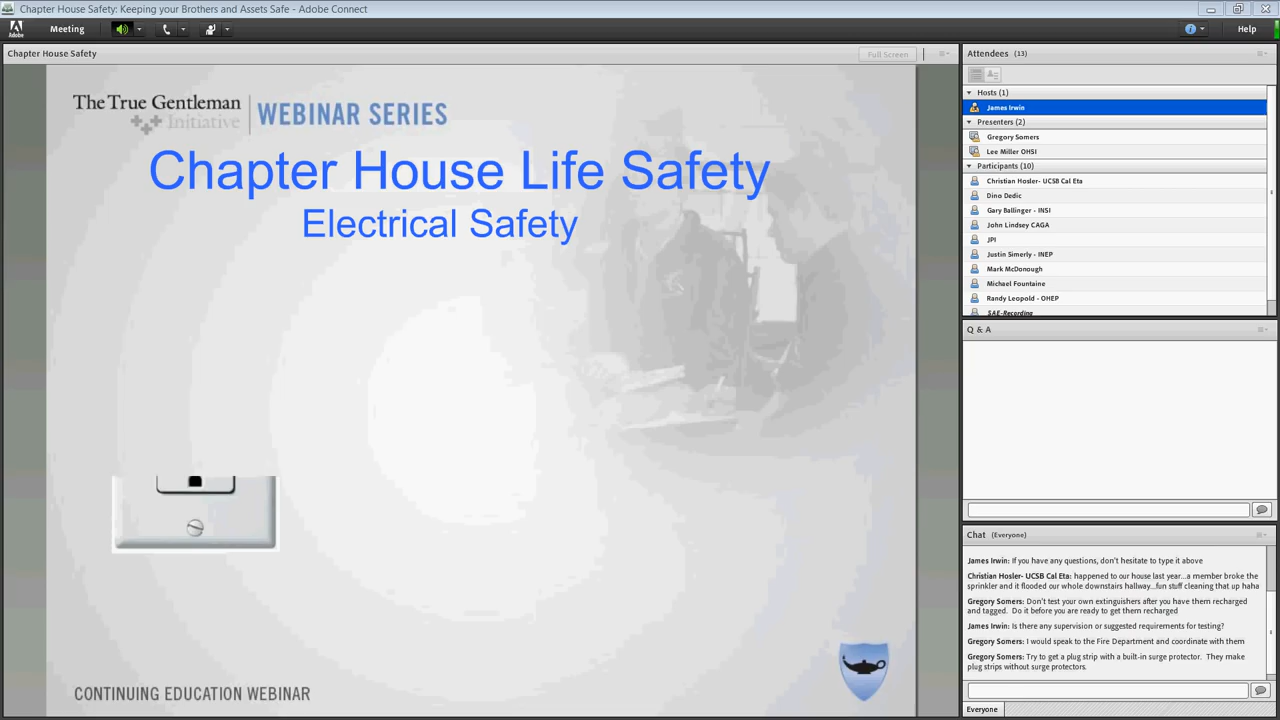 Chapter House Safety: Keeping your Brothers and Assets Safe - Adobe Connect
Adobe
Meeting
Help
Chapter House Safety
Full Screen
The True Gentleman
Initiative
WEBINAR SERIES
Chapter House Life Safety
Electrical Safety
CONTINUING EDUCATION WEBINAR
Attendees (13)
Hosts (1)
James Irwin
Presenters (2)
Gregory Somers
Lee Miller OHSI
Participants (10)
Christian Hosler- UCSB Cal Eta
Dino Dedic
Gary Ballinger - INSI
John Lindsey CAGA
JPI
Justin Simerly - INEP
Mark McDonough
Michael Fountaine
Randy Leopold - OHEP
SAE-Recording
Q & A
Chat (Everyone)
James Irwin: If you have any questions, don't hesitate to type it above
Christian Hosler- UCSB Cal Eta: happened to our house last year...a member broke the
sprinkler and it flooded our whole downstairs hallway...fun stuff cleaning that up haha
Gregory Somers: Don't test your own extinguishers after you have them recharged
and tagged. Do it before you are ready to get them recharged
James Irwin: Is there any supervision or suggested requirements for testing?
Gregory Somers: I would speak to the Fire Department and coordinate with them
Gregory Somers: Try to get a plug strip with a built-in surge protector. They make
plug strips without surge protectors.
Everyone